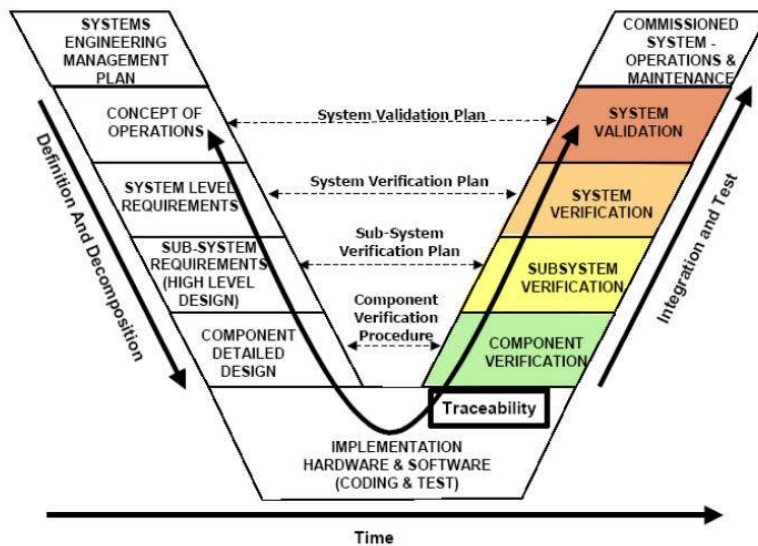 SYSTEMS
ENGINEERING
MANAGEMENT
PLAN
COMMISSIONED
SYSTEM -
OPERATIONS &
MAINTENANCE
CONCEPT OF
OPERATIONS
System Validation Plan
SYSTEM
VALIDATION
SYSTEM LEVEL
REQUIREMENTS
System Verification Plan
SYSTEM
VERIFICATION
SUB-SYSTEM
REQUIREMENTS
(HIGH LEVEL
DESIGN)
Sub-System
Verification Plan
SUBSYSTEM
VERIFICATION
COMPONENT
DETAILED
DESIGN
Component
Verification
Procedure
COMPONENT
VERIFICATION
Definition And Decomposition
Integration and Test
Traceability
IMPLEMENTATION
HARDWARE & SOFTWARE
(CODING & TEST)
Time